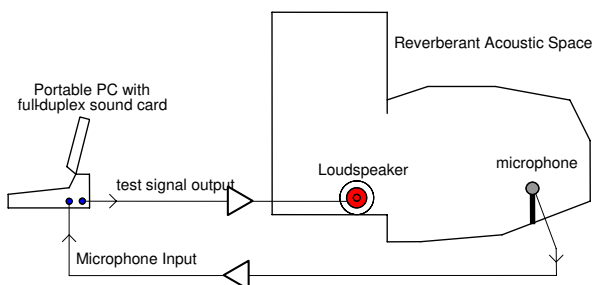 Reverberant Acoustic Space
Portable PC with
full-duplex sound card
Loudspeaker
microphone
test signal output
Microphone Input